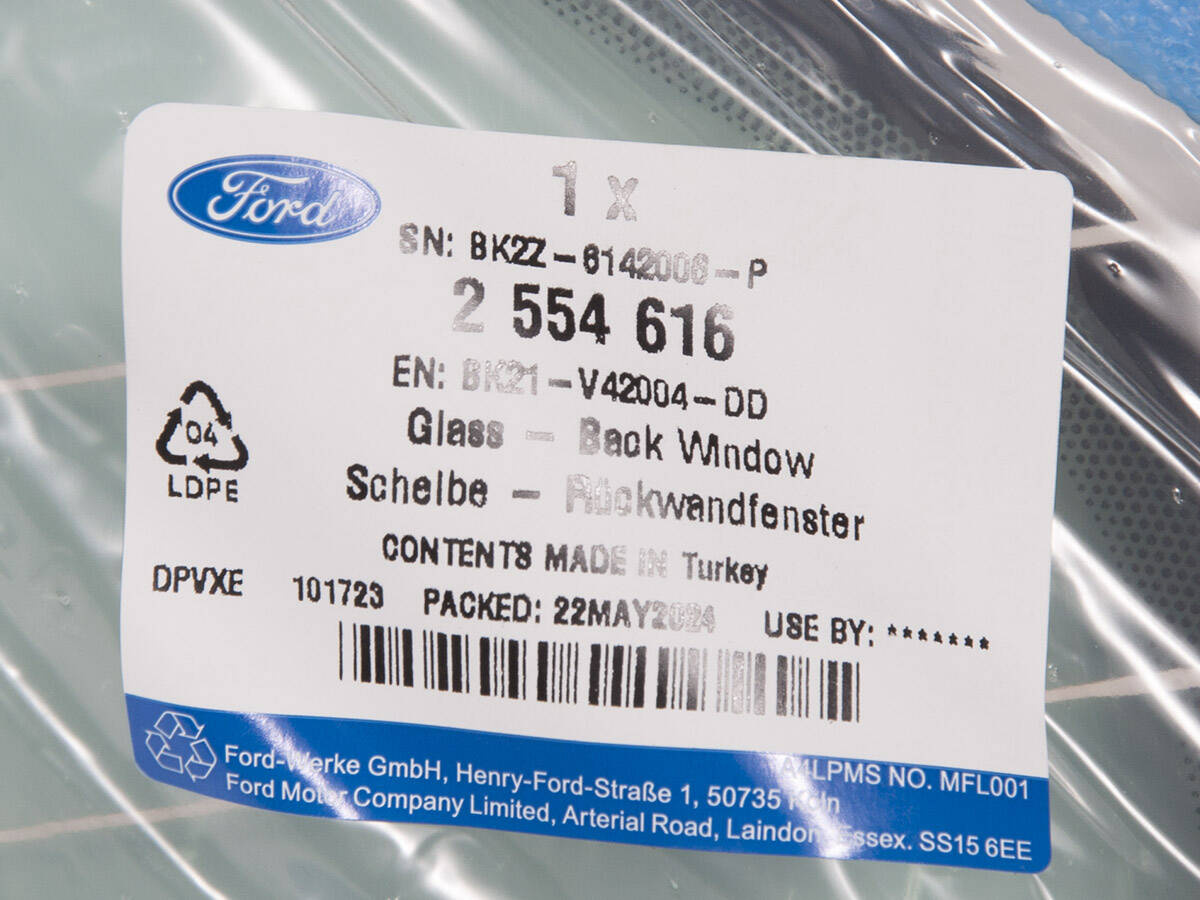 Ford
1 x
SN: BK2Z-6142006-P
2 554 616
EN: BK21-V42004-DD
Glass - Back Window
Scheibe - Rückwandfenster
04
LDPE
CONTENTS MADE IN Turkey
DPVXE 101723 PACKED: 22MAY2024 USE BY: *******
A4LPMS NO. MFL001
Ford-Werke GmbH, Henry-Ford-Straße 1, 50735 Köln
Ford Motor Company Limited, Arterial Road, Laindon, Essex. SS15 6EE